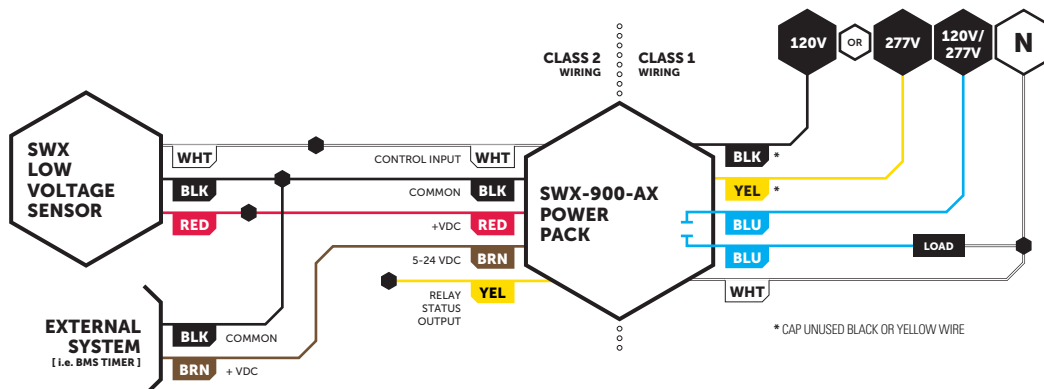 120V
OR
277V
120V/
277V
N
CLASS 2
WIRING
CLASS 1
WIRING
SWX
LOW
VOLTAGE
SENSOR
WHT
BLK
RED
CONTROL INPUT
WHT
COMMON
BLK
+VDC
RED
5-24 VDC
BRN
RELAY
STATUS
OUTPUT
YEL
SWX-900-AX
POWER
PACK
BLK *
YEL *
BLU
BLU
LOAD
WHT
* CAP UNUSED BLACK OR YELLOW WIRE
EXTERNAL
SYSTEM
[ i.e. BMS TIMER ]
BLK
COMMON
BRN
+ VDC